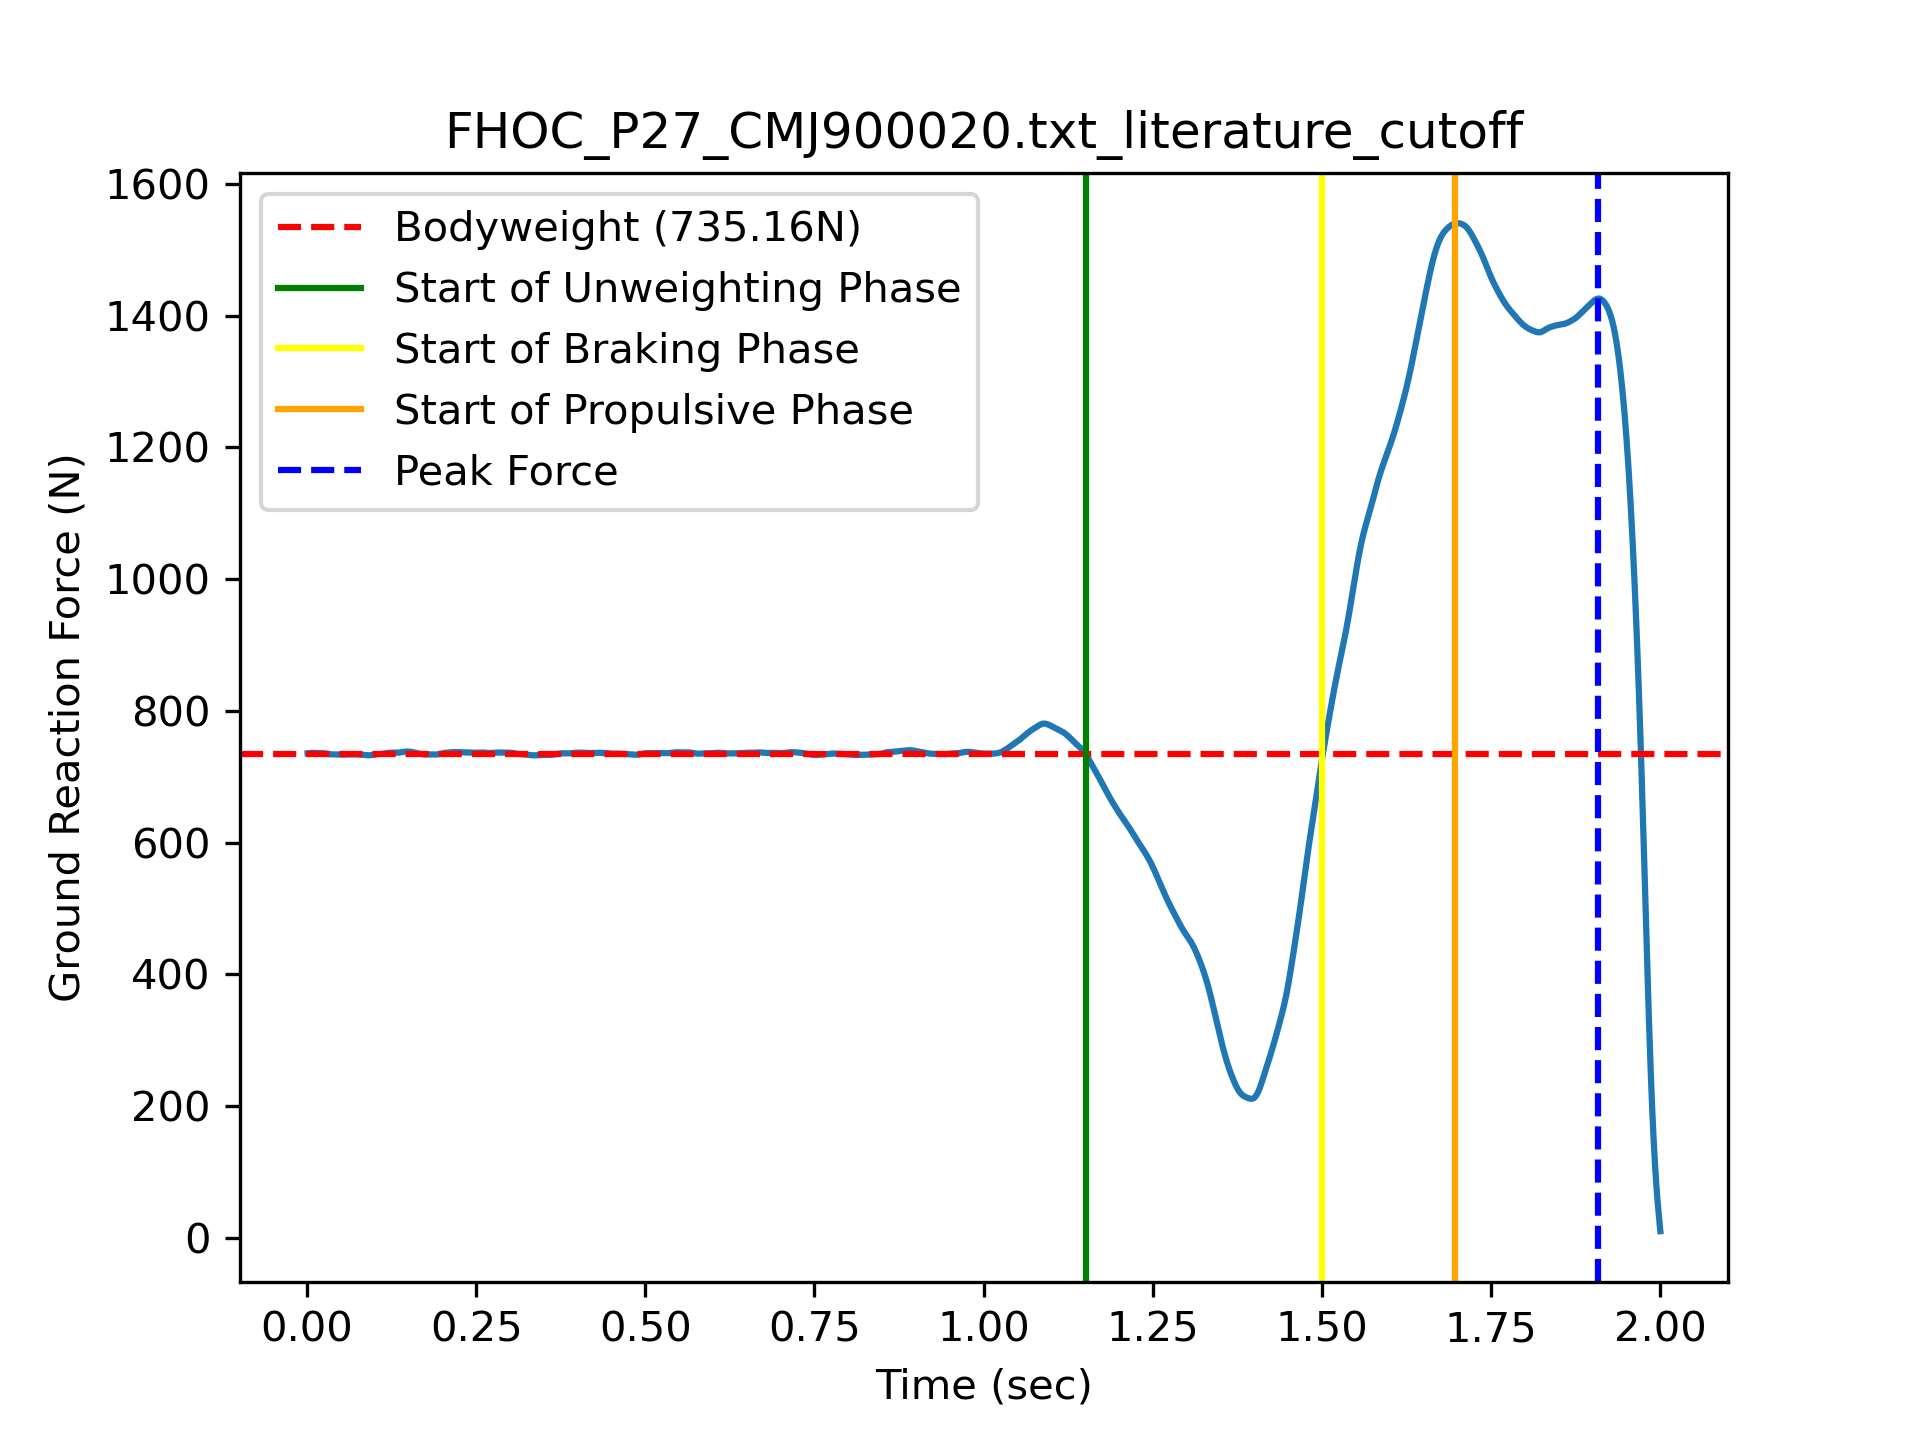 FHOC_P27_CMJ900020.txt_literature_cutoff
1600
1400
1200
1000
800
600
400
200
0
Ground Reaction Force (N)
Bodyweight (735.16N)
Start of Unweighting Phase
Start of Braking Phase
Start of Propulsive Phase
Peak Force
0.00 0.25 0.50 0.75 1.00 1.25 1.50 1.75 2.00
Time (sec)